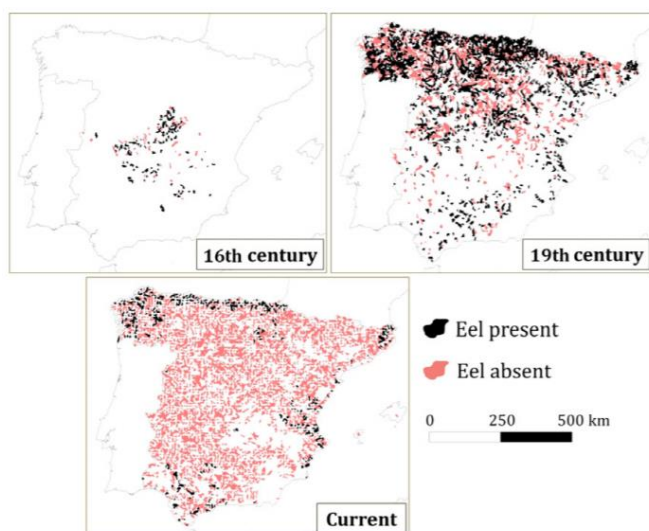 16th century
19th century
Eel present
Eel absent
0 250 500 km
Current